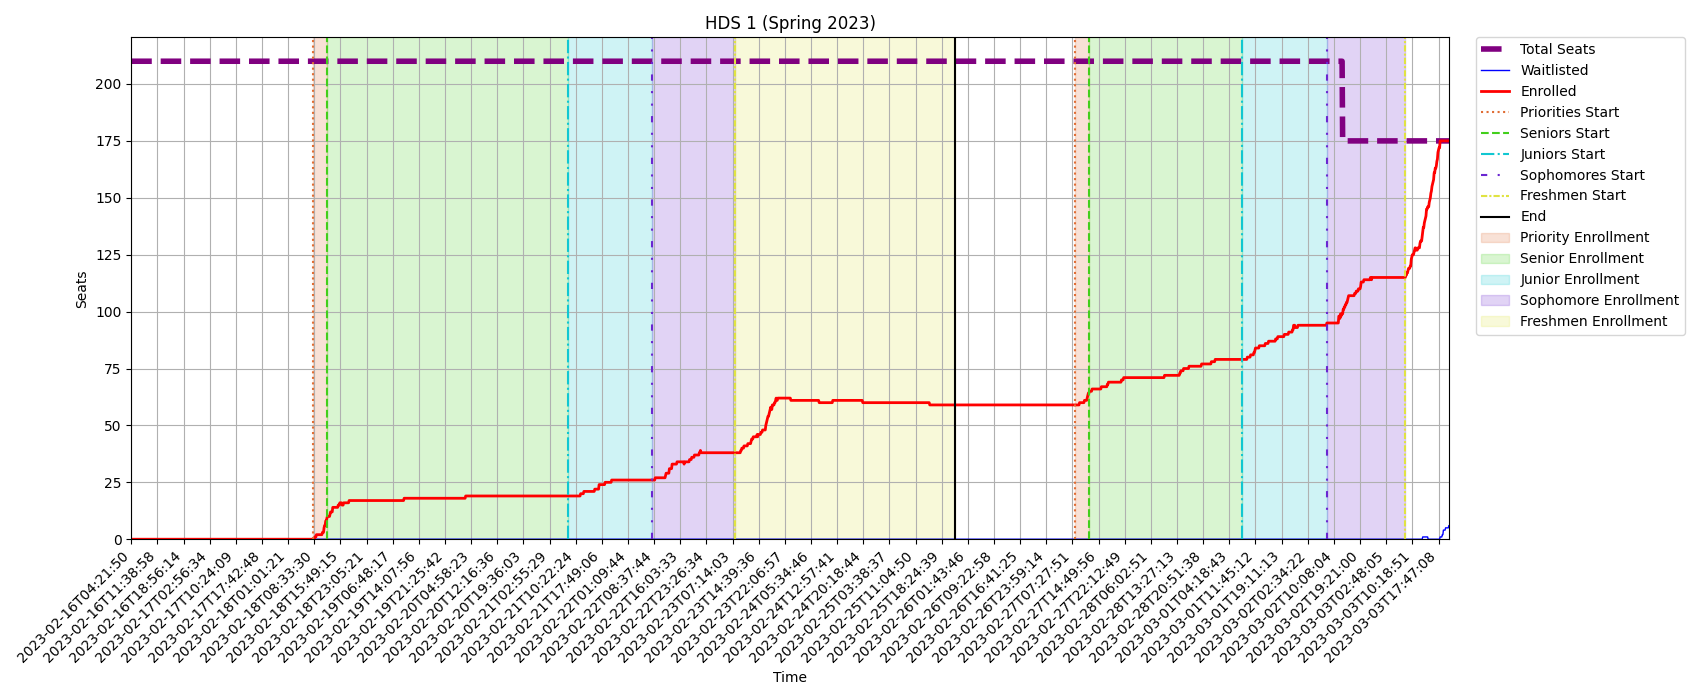 HDS 1 (Spring 2023)
Seats
200
175
150
125
100
75
50
25
0
2023-02-16T04:21:50
2023-02-16T11:38:58
2023-02-16T18:56:14
2023-02-17T02:56:34
2023-02-17T10:24:09
2023-02-17T17:42:48
2023-02-18T01:01:21
2023-02-18T08:33:30
2023-02-18T15:49:15
2023-02-18T23:05:21
2023-02-19T06:48:17
2023-02-19T14:07:56
2023-02-19T21:25:42
2023-02-20T04:58:23
2023-02-20T12:16:36
2023-02-20T19:36:03
2023-02-21T02:55:29
2023-02-21T10:22:24
2023-02-21T17:49:06
2023-02-22T01:09:44
2023-02-22T08:37:44
2023-02-22T16:03:33
2023-02-22T23:26:34
2023-02-23T07:14:03
2023-02-23T14:39:36
2023-02-23T22:06:57
2023-02-24T05:34:46
2023-02-24T12:57:41
2023-02-24T20:18:44
2023-02-25T03:38:37
2023-02-25T11:04:50
2023-02-25T18:24:39
2023-02-26T01:43:46
2023-02-26T09:22:58
2023-02-26T16:41:25
2023-02-26T23:59:14
2023-02-27T07:27:51
2023-02-27T14:49:56
2023-02-27T22:12:49
2023-02-28T06:02:51
2023-02-28T13:27:13
2023-02-28T20:51:38
2023-03-01T04:18:43
2023-03-01T11:45:12
2023-03-01T19:11:13
2023-03-02T02:34:22
2023-03-02T10:08:04
2023-03-02T19:21:00
2023-03-03T02:48:05
2023-03-03T10:18:51
2023-03-03T17:47:08
Time
Total Seats
Waitlisted
Enrolled
Priorities Start
Seniors Start
Juniors Start
Sophomores Start
Freshmen Start
End
Priority Enrollment
Senior Enrollment
Junior Enrollment
Sophomore Enrollment
Freshmen Enrollment